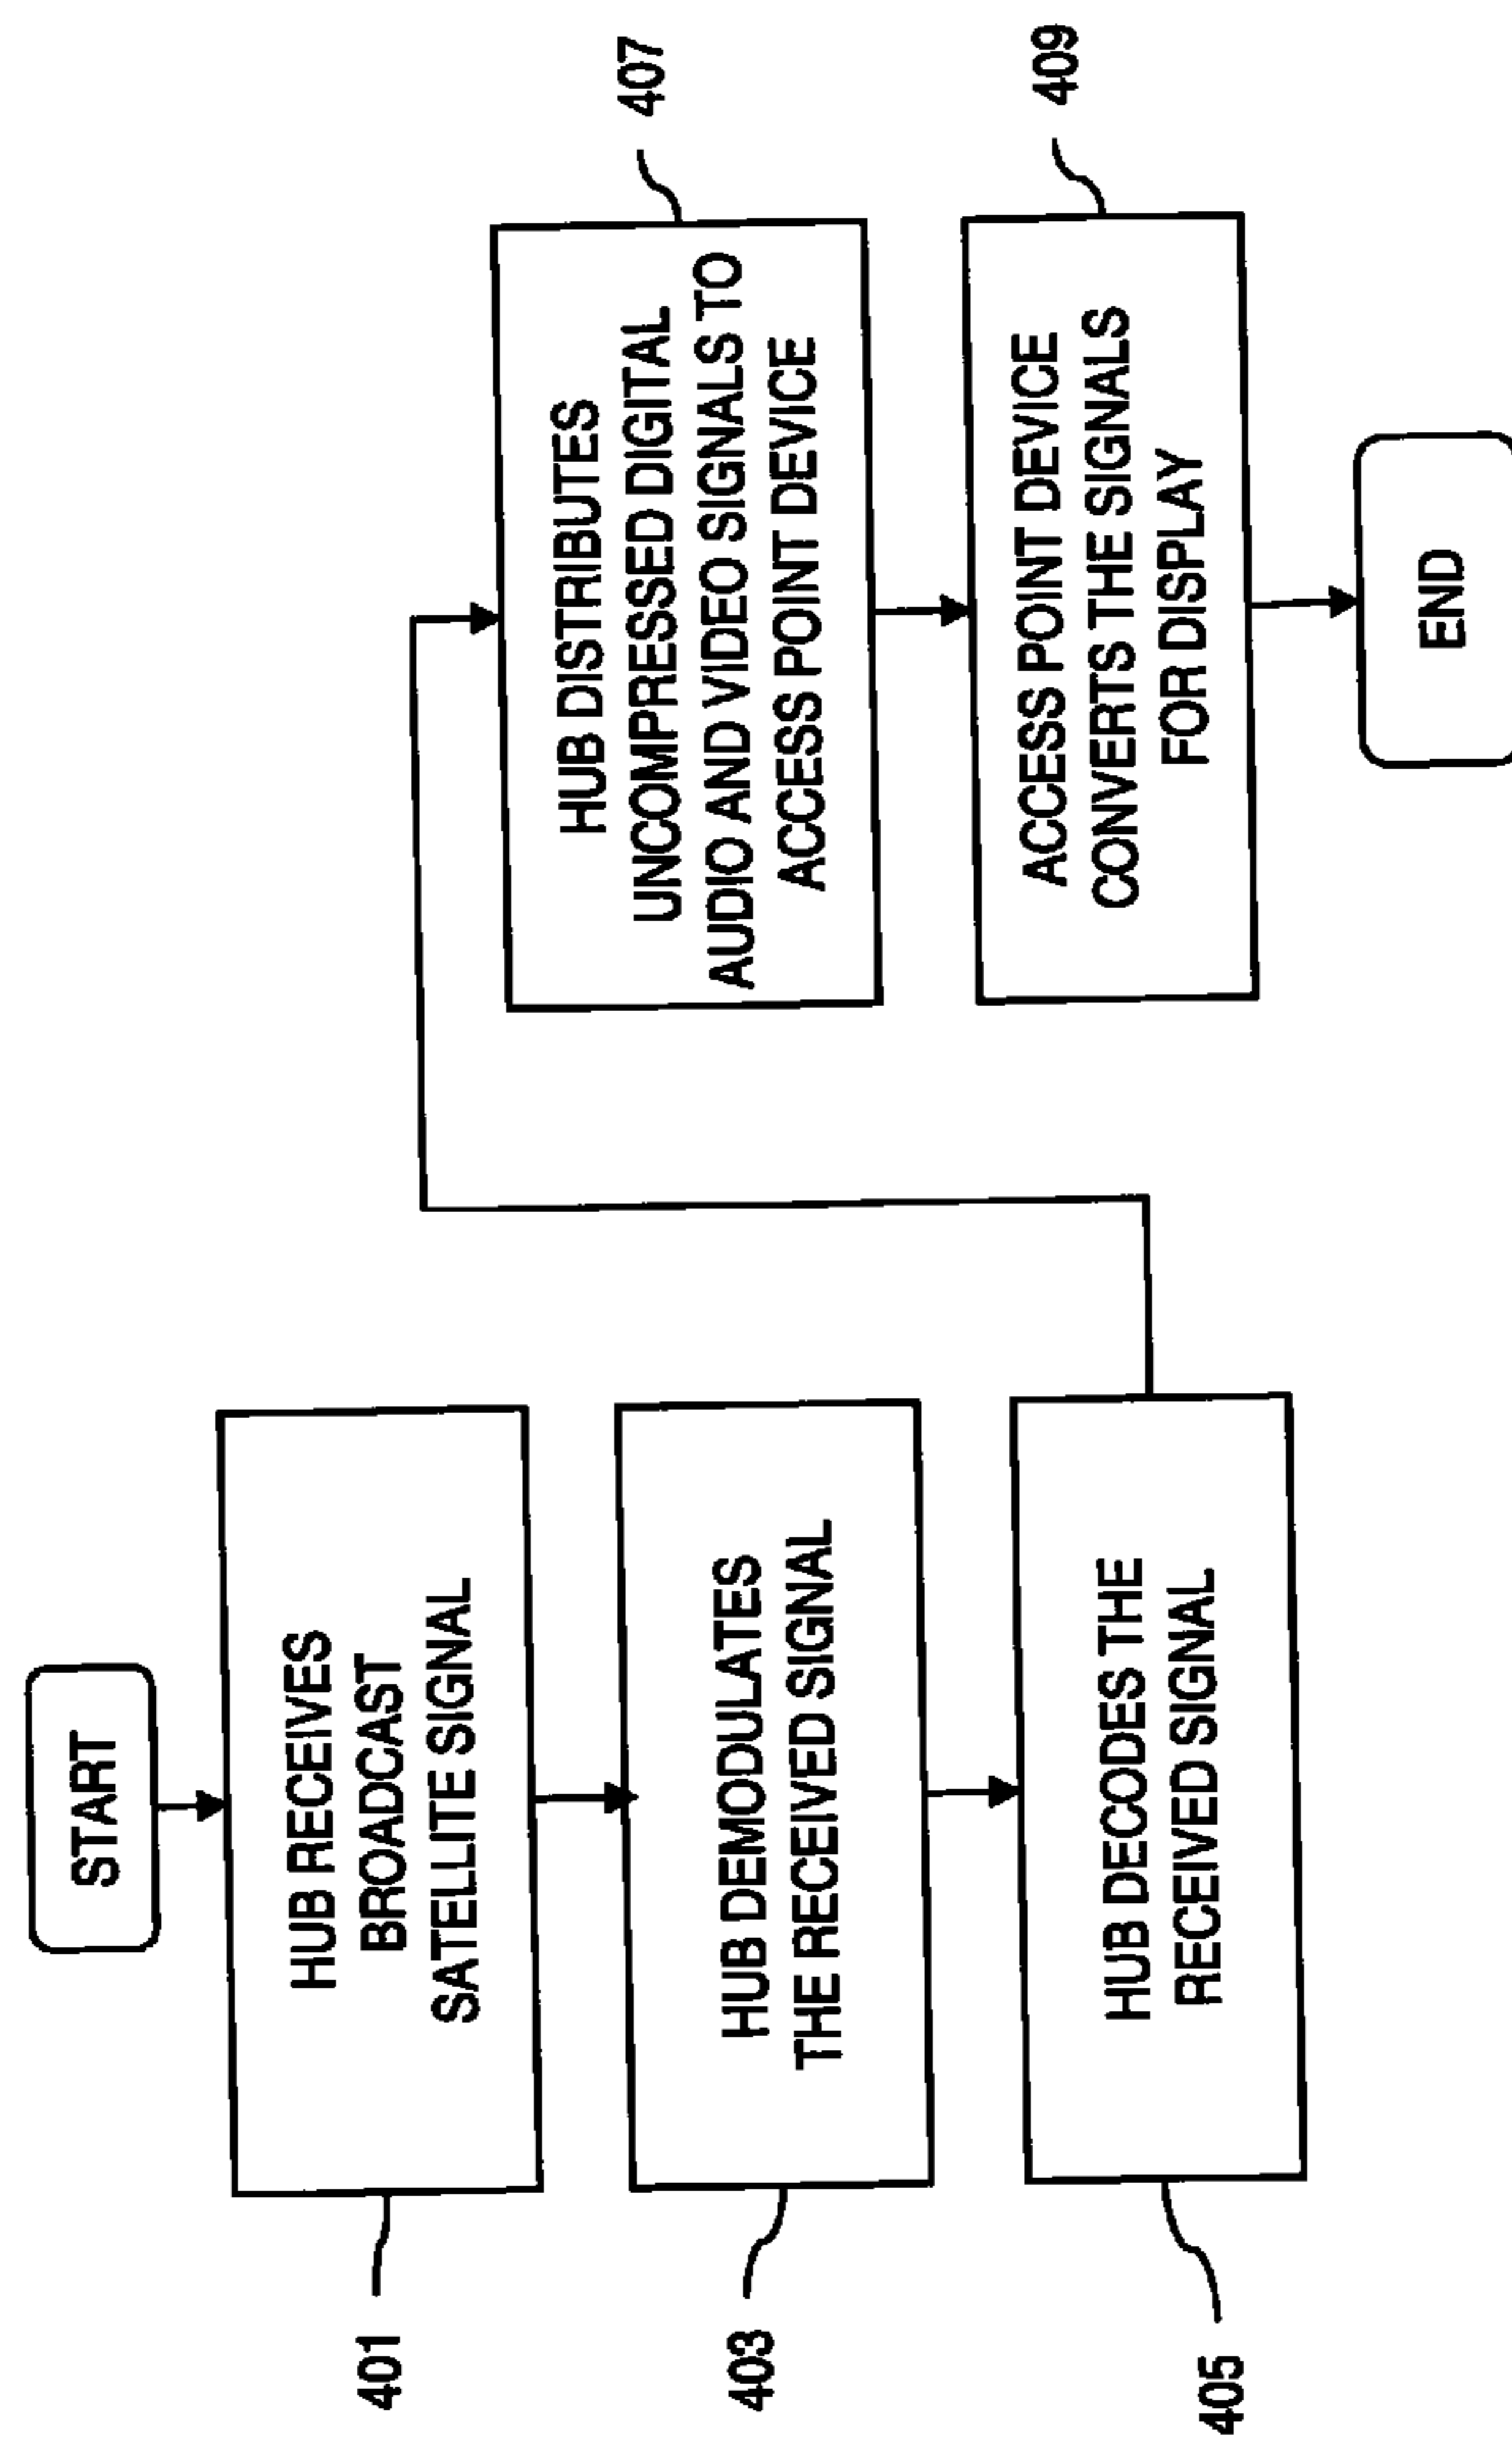 START
HUB RECEIVES
BROADCAST
SATELLITE SIGNAL
401
HUB DEMODULATES
THE RECEIVED SIGNAL
403
HUB DECODES THE
RECEIVED SIGNAL
405
HUB DISTRIBUTES
UNCOMPRESSED DIGITAL
AUDIO AND VIDEO SIGNALS TO
ACCESS POINT DEVICE
407
ACCESS POINT DEVICE
CONVERTS THE SIGNALS
FOR DISPLAY
409
END